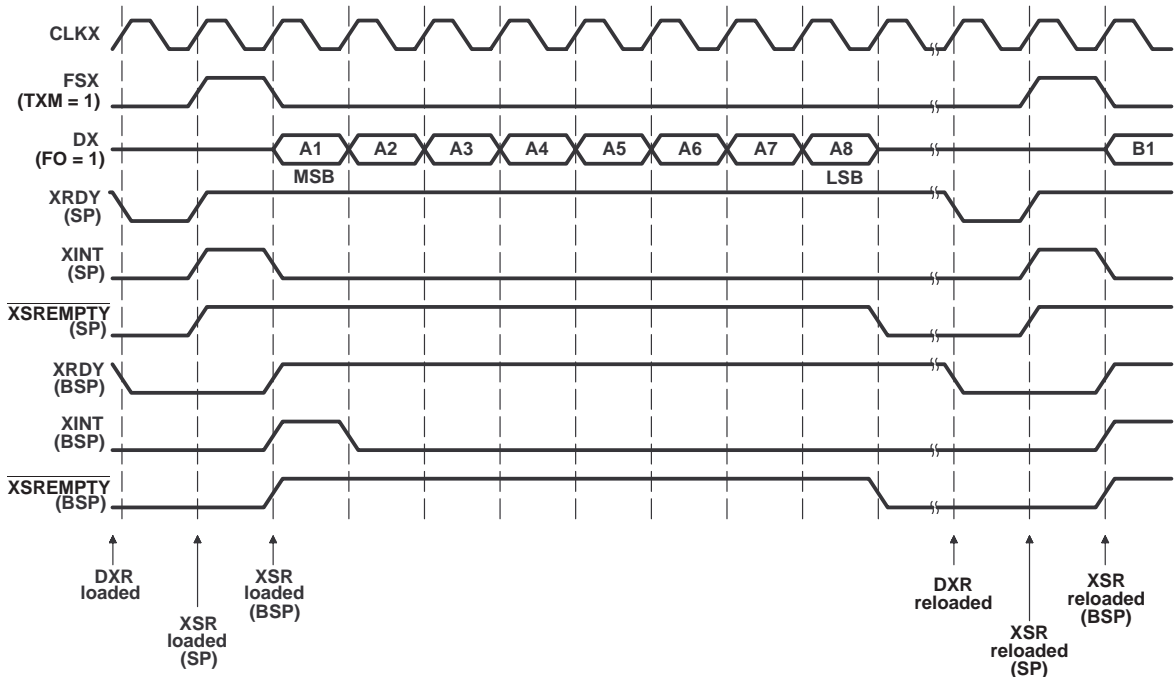 CLKX
FSX
(TXM = 1)
DX
(FO = 1)
A1
A2
A3
A4
A5
A6
A7
A8
B1
MSB
LSB
XRDY
(SP)
XINT
(SP)
XSREMPTY
(SP)
XRDY
(BSP)
XINT
(BSP)
XSREMPTY
(BSP)
DXR
loaded
XSR
loaded
(SP)
XSR
loaded
(BSP)
DXR
reloaded
XSR
reloaded
(SP)
XSR
reloaded
(BSP)